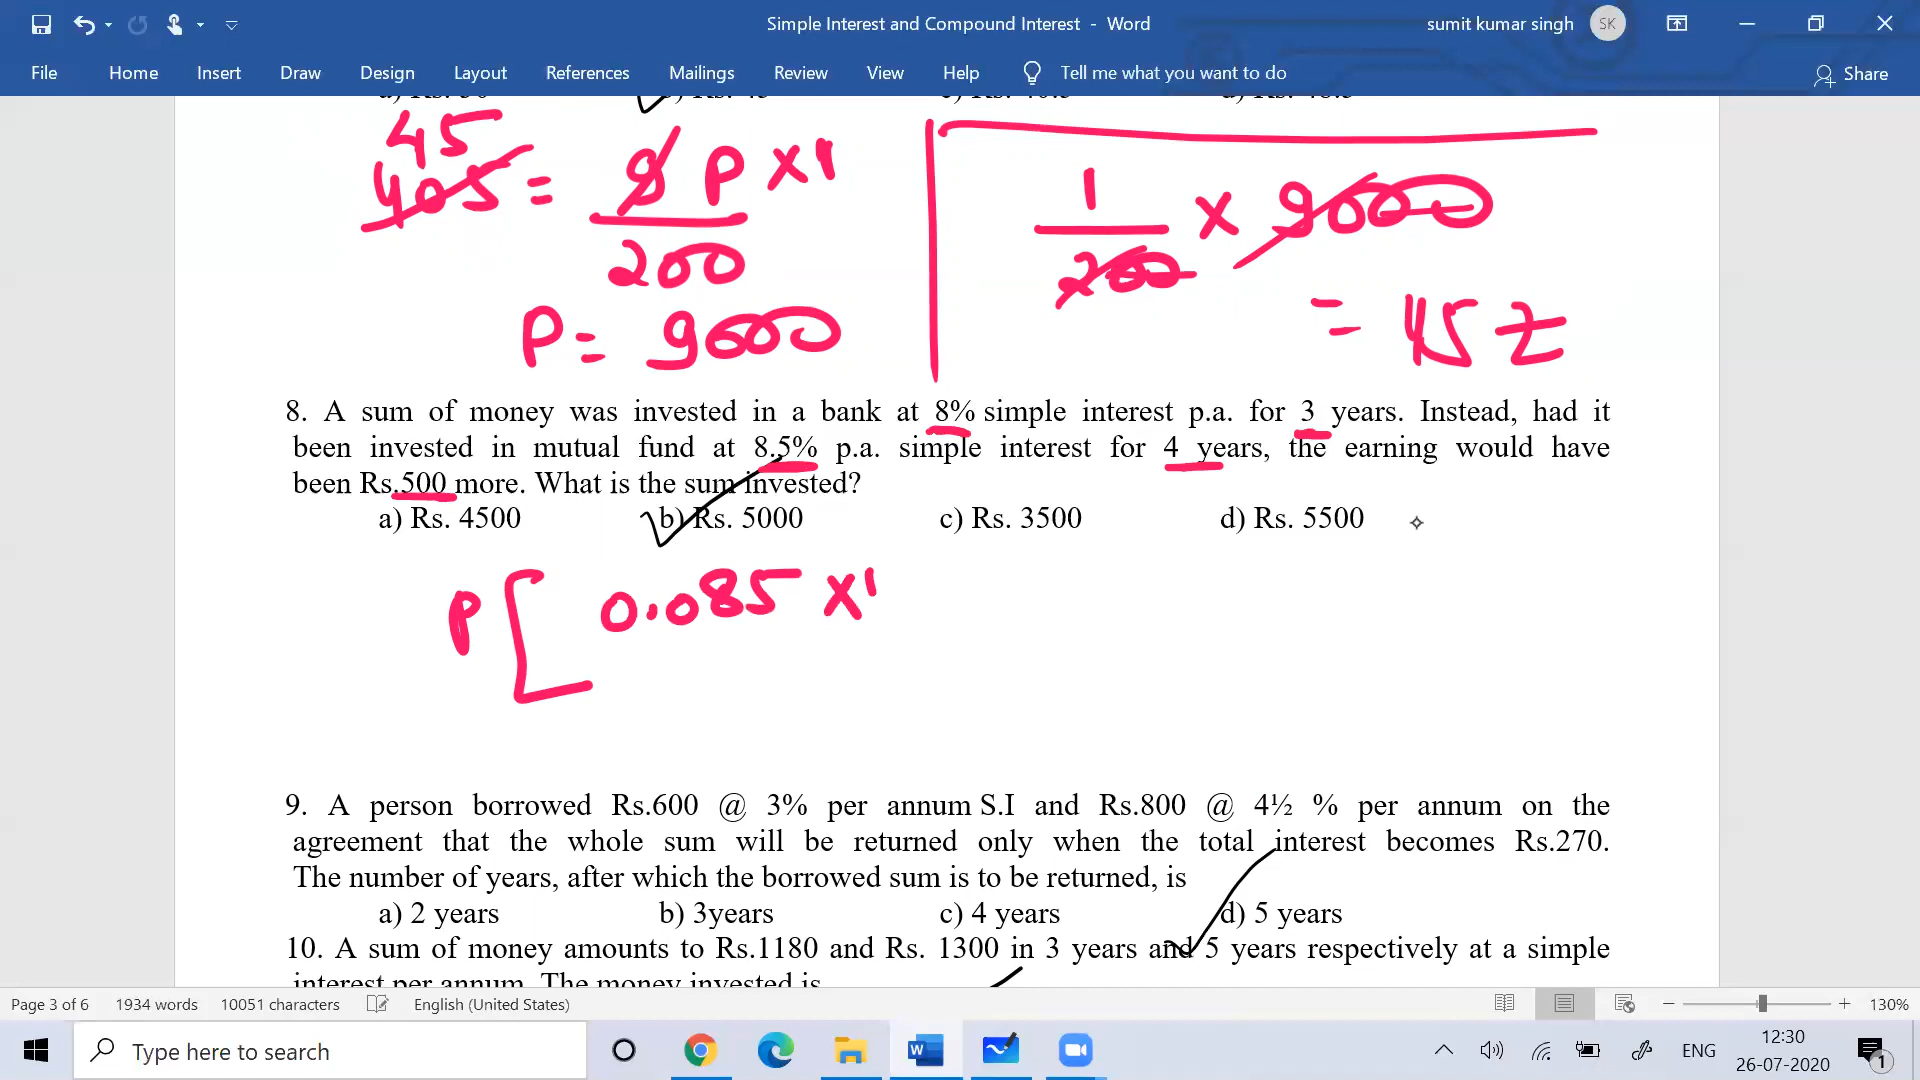 Simple Interest and Compound Interest - Word
sumit kumar singh
SK
File Home Insert Draw Design Layout References Mailings Review View Help Tell me what you want to do Share
45
405 = 9 P x 1
200
P = 9000
1
200 x 9000
= 45 Z
8. A sum of money was invested in a bank at 8% simple interest p.a. for 3 years. Instead, had it
been invested in mutual fund at 8.5% p.a. simple interest for 4 years, the earning would have
been Rs.500 more. What is the sum invested?
a) Rs. 4500 b) Rs. 5000 c) Rs. 3500 d) Rs. 5500
P [ 0.085 x
9. A person borrowed Rs.600 @ 3% per annum S.I and Rs.800 @ 4½ % per annum on the
agreement that the whole sum will be returned only when the total interest becomes Rs.270.
The number of years, after which the borrowed sum is to be returned, is
a) 2 years b) 3years c) 4 years d) 5 years
10. A sum of money amounts to Rs.1180 and Rs. 1300 in 3 years and 5 years respectively at a simple
interest per annum. The money invested is
Page 3 of 6 1934 words 10051 characters English (United States) 130%
Type here to search
ENG
12:30
26-07-2020
1